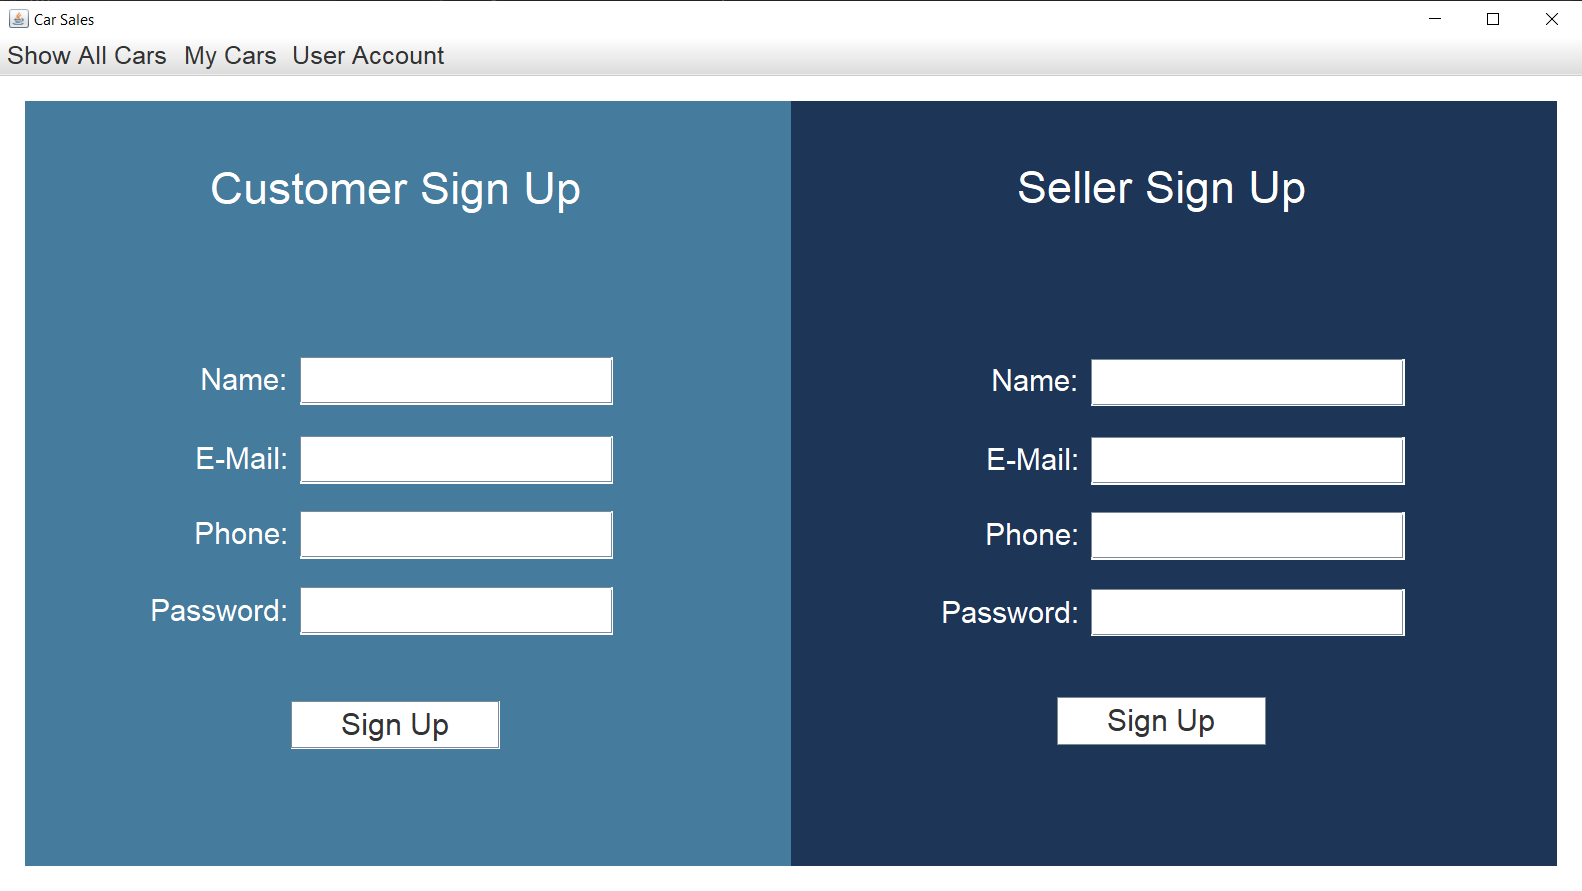 Car Sales
Show All Cars My Cars User Account
Customer Sign Up
Name:
E-Mail:
Phone:
Password:
Sign Up
Seller Sign Up
Name:
E-Mail:
Phone:
Password:
Sign Up